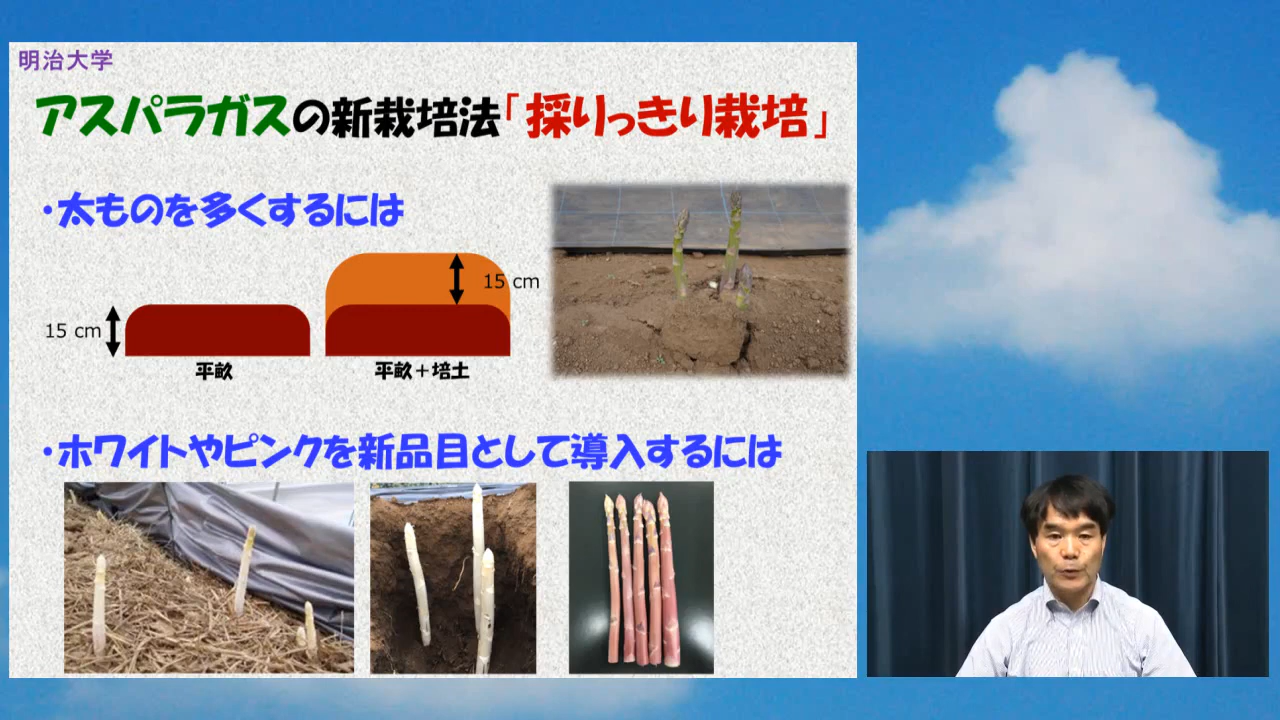 明治大学
アスパラガスの新栽培法「採りっきり栽培」
・太ものを多くするには
15 cm
15 cm
平畝
平畝＋培土
・ホワイトやピンクを新品目として導入するには